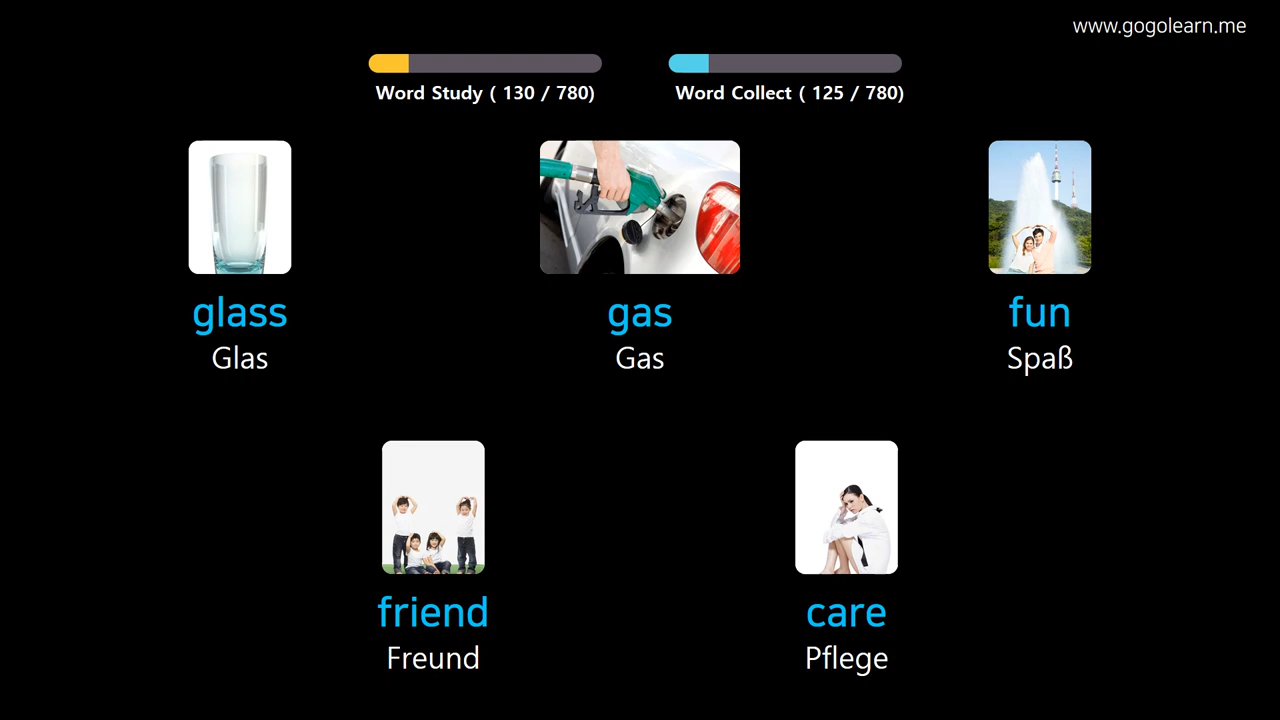 www.gogolearn.me
Word Study ( 130 / 780)
Word Collect ( 125 / 780)
glass
Glas
gas
Gas
fun
Spaß
friend
Freund
care
Pflege